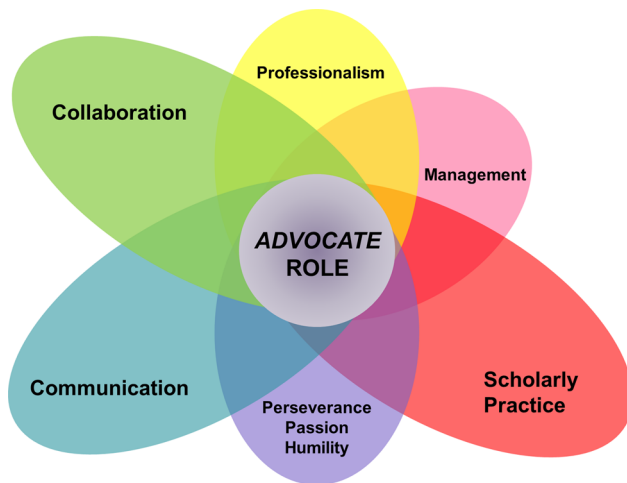 Professionalism
Collaboration
Management
ADVOCATE
ROLE
Communication
Scholarly
Practice
Perseverance
Passion
Humility